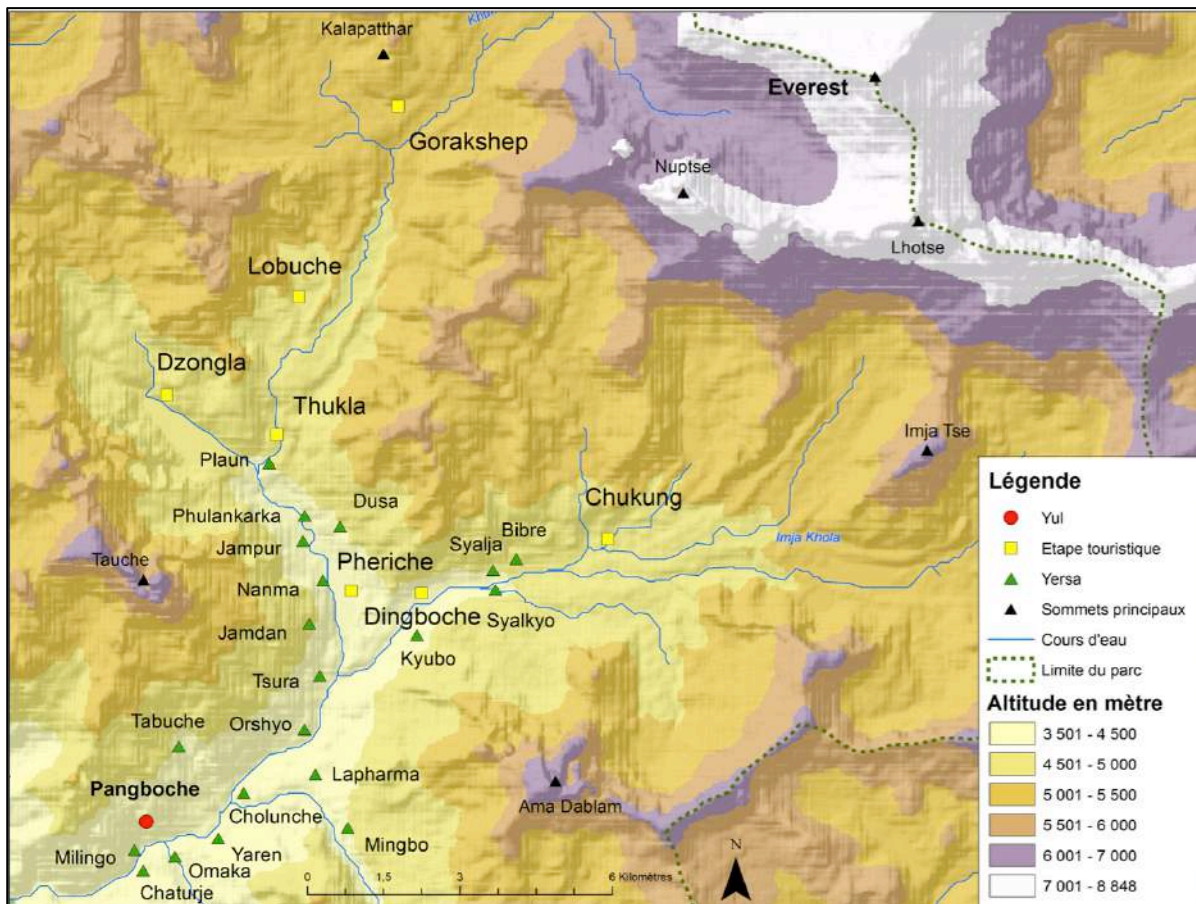 Kalapatthar
Everest
Gorakshep
Nuptse
Lhotse
Lobuche
Dzongla
Thukla
Imja Tse
Plaun
Dusa
Chukung
Phulankarka
Bibre
Jampur
Syalja
Imja Khola
Tauche
Pheriche
Nanma
Dingboche
Syalkyo
Jamdan
Kyubo
Tsura
Tabuche
Orshyo
Lapharma
Pangboche
Ama Dablam
Cholunche
Mingbo
Milingo
Yaren
Omaka
Chaturje
N
0 1,5 3 4,5 6 Kilomètres
Légende
Yul
Etape touristique
Yersa
Sommets principaux
Cours d'eau
Limite du parc
Altitude en mètre
3 501 - 4 500
4 501 - 5 000
5 001 - 5 500
5 501 - 6 000
6 001 - 7 000
7 001 - 8 848